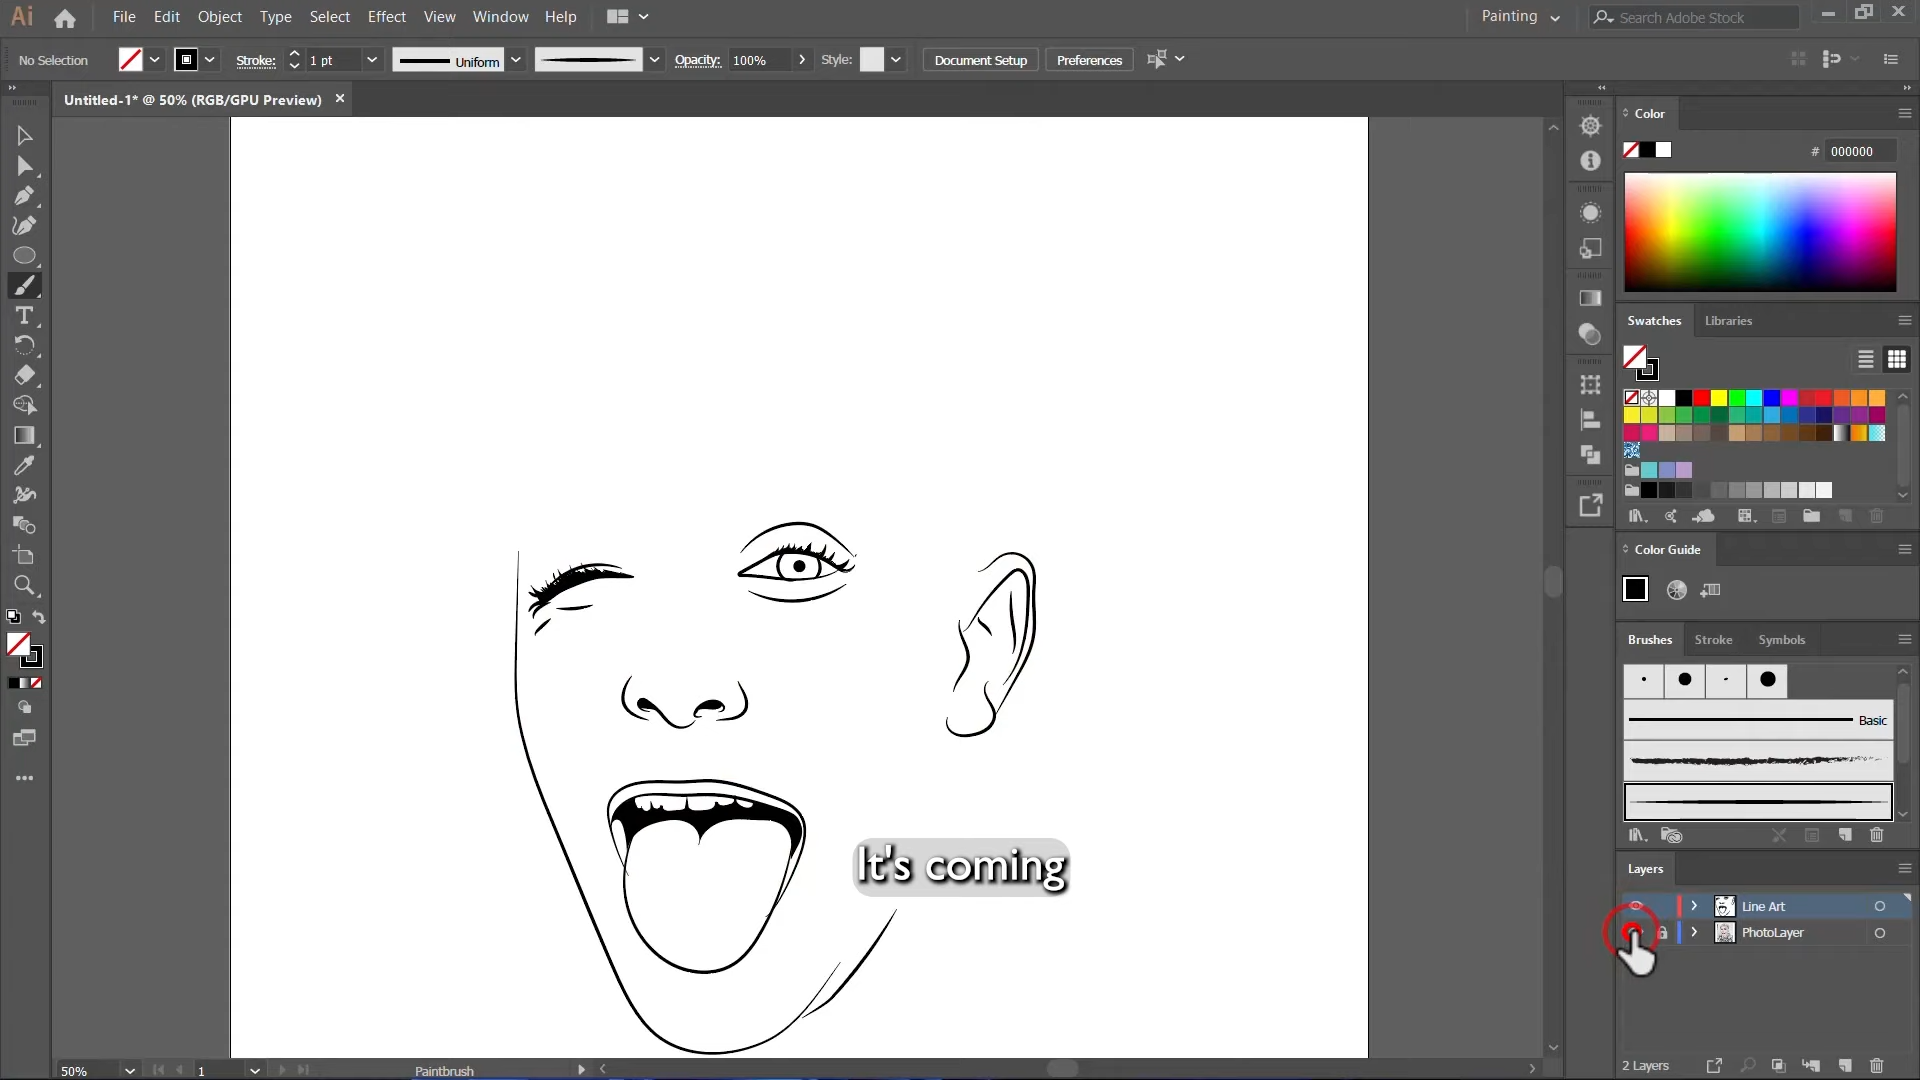 Ai File Edit Object Type Select Effect View Window Help Painting Search Adobe Stock
No Selection Stroke: 1 pt Uniform Opacity: 100% Style: Document Setup Preferences
Untitled-1* @ 50% (RGB/GPU Preview)
Color
# 000000
Swatches Libraries
Color Guide
Brushes Stroke Symbols
Basic
It's coming
Layers
Line Art
PhotoLayer
2 Layers
50% 1 Paintbrush